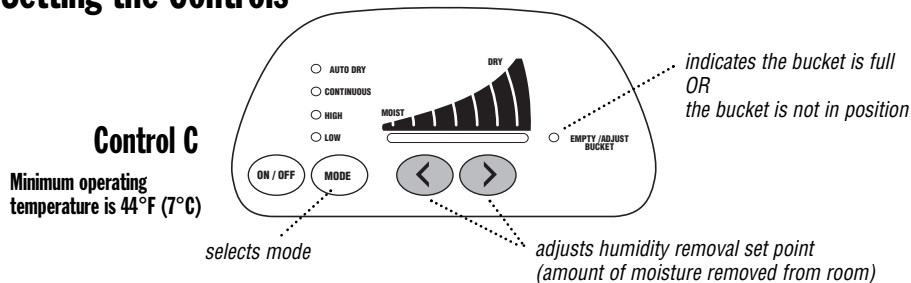 Setting the Controls
AUTO DRY
CONTINUOUS
HIGH
LOW
MOIST
DRY
EMPTY /ADJUST
BUCKET
ON / OFF
MODE
indicates the bucket is full
OR
the bucket is not in position
Control C
Minimum operating
temperature is 44°F (7°C)
selects mode
adjusts humidity removal set point
(amount of moisture removed from room)